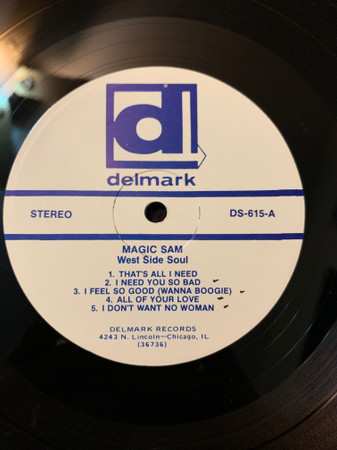 dl
delmark
STEREO DS-615-A
MAGIC SAM
West Side Soul
1. THAT'S ALL I NEED
2. I NEED YOU SO BAD
3. I FEEL SO GOOD (WANNA BOOGIE)
4. ALL OF YOUR LOVE
5. I DON'T WANT NO WOMAN
DELMARK RECORDS
4243 N. Lincoln—Chicago, IL.
(36736)